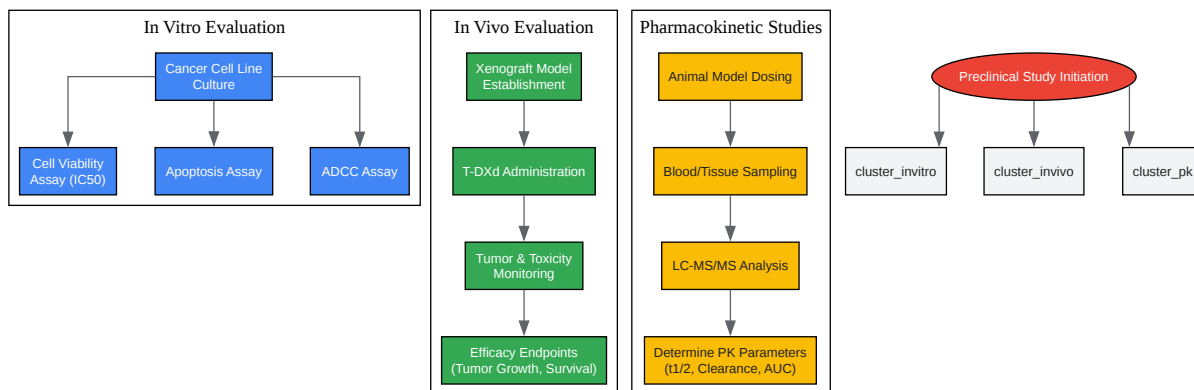 In Vitro Evaluation
Cancer Cell Line
Culture
Cell Viability
Assay (IC50)
Apoptosis Assay
ADCC Assay
In Vivo Evaluation
Xenograft Model
Establishment
T-DXd Administration
Tumor & Toxicity
Monitoring
Efficacy Endpoints
(Tumor Growth, Survival)
Pharmacokinetic Studies
Animal Model Dosing
Blood/Tissue Sampling
LC-MS/MS Analysis
Determine PK Parameters
(t1/2, Clearance, AUC)
Preclinical Study Initiation
cluster_invitro
cluster_invivo
cluster_pk